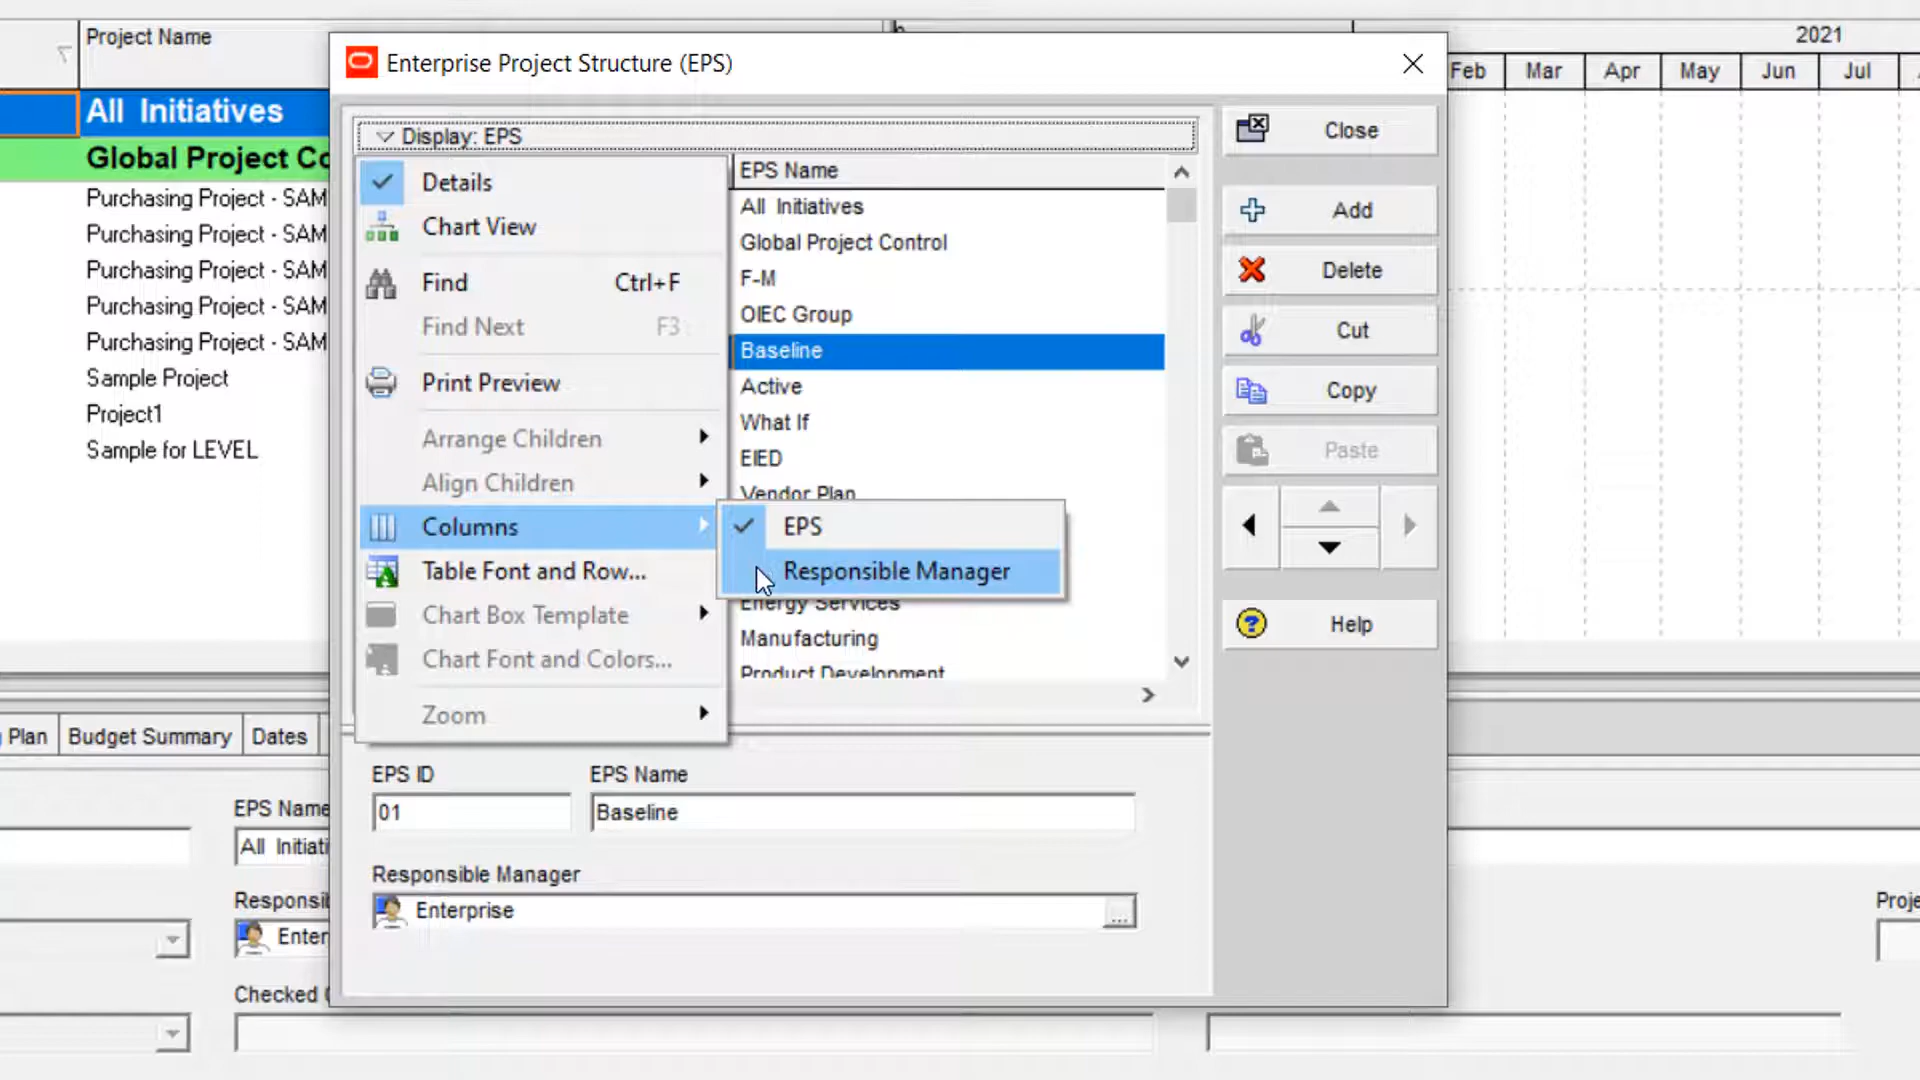 Project Name
2021
Feb
Mar
Apr
May
Jun
Jul
All Initiatives
Global Project Co
Purchasing Project - SAM
Purchasing Project - SAM
Purchasing Project - SAM
Purchasing Project - SAM
Purchasing Project - SAM
Sample Project
Project1
Sample for LEVEL
Enterprise Project Structure (EPS)
Display: EPS
Details
Chart View
Find Ctrl+F
Find Next F3
Print Preview
Arrange Children
Align Children
Columns
Table Font and Row...
Chart Box Template
Chart Font and Colors...
Zoom
EPS
Responsible Manager
EPS Name
All Initiatives
Global Project Control
F-M
OIEC Group
Baseline
Active
What If
EIED
Vendor Plan
Energy Services
Manufacturing
Product Development
Close
Add
Delete
Cut
Copy
Paste
Help
EPS ID
EPS Name
01
Baseline
Responsible Manager
Enterprise
...
Plan
Budget Summary
Dates
EPS Name
All Initiati
Responsi
Enter
Checked
Proje